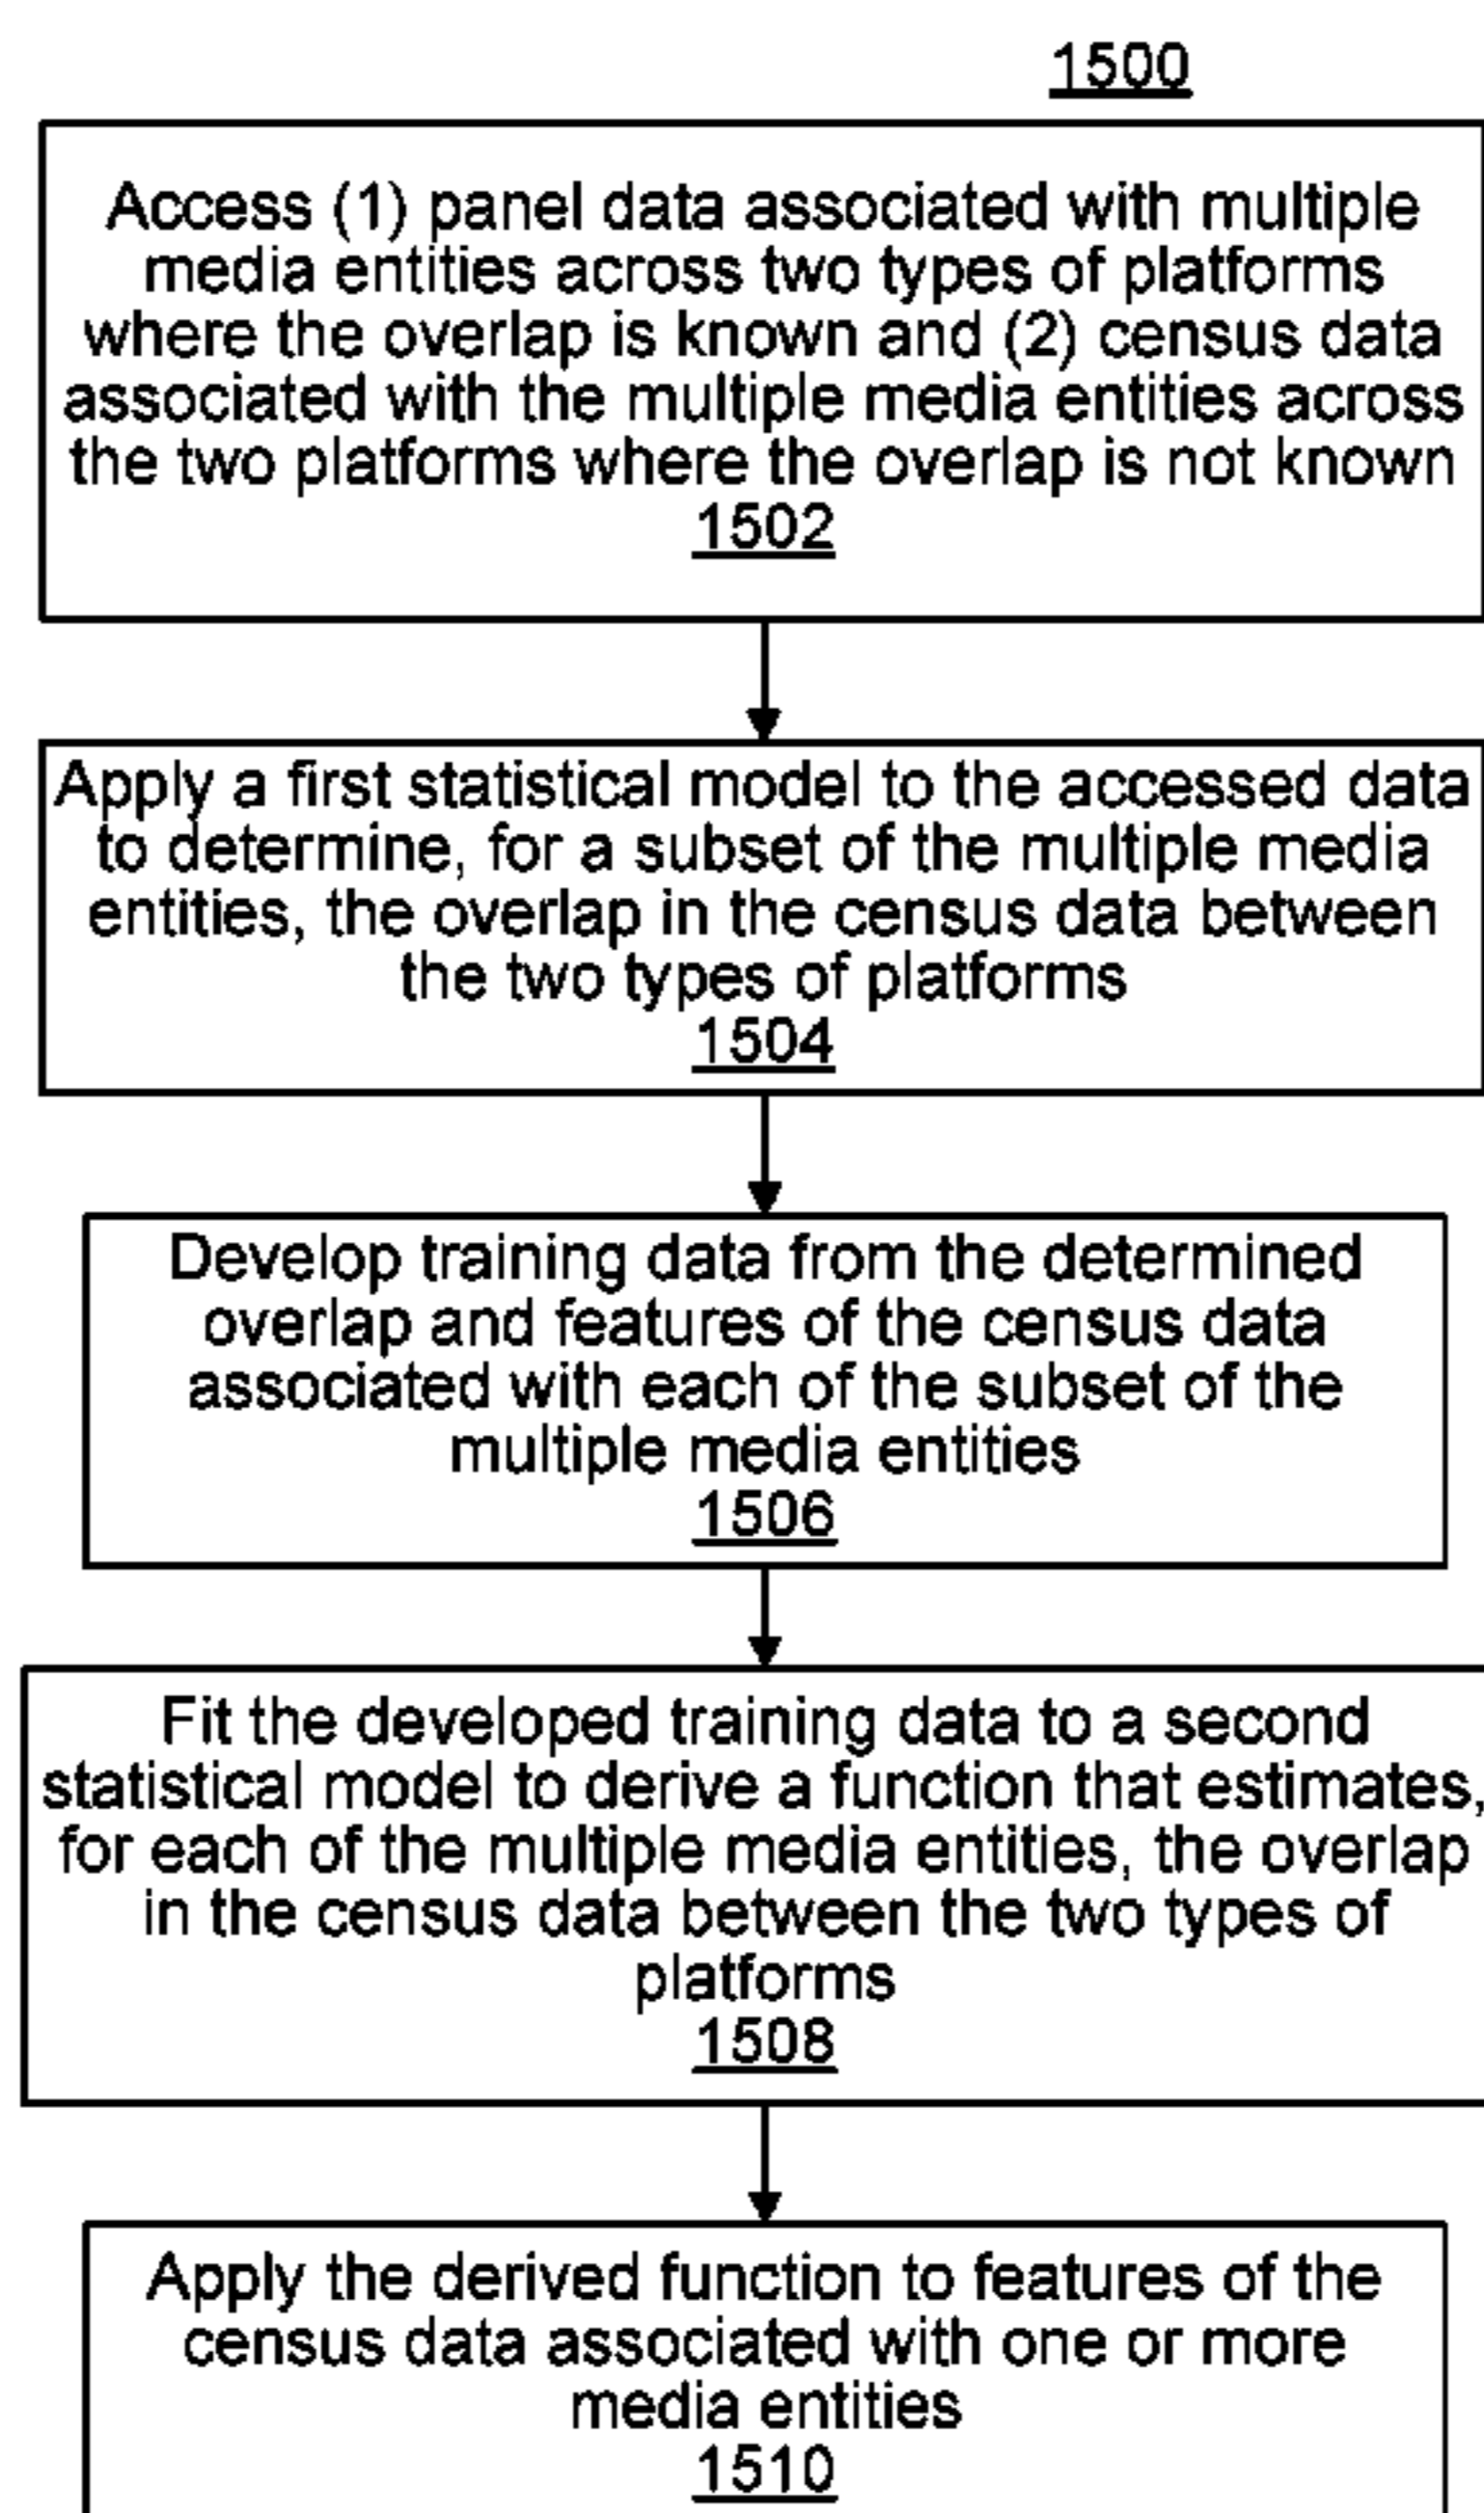 1500
Access (1) panel data associated with multiple
media entities across two types of platforms
where the overlap is known and (2) census data
associated with the multiple media entities across
the two platforms where the overlap is not known
1502
Apply a first statistical model to the accessed data
to determine, for a subset of the multiple media
entities, the overlap in the census data between
the two types of platforms
1504
Develop training data from the determined
overlap and features of the census data
associated with each of the subset of the
multiple media entities
1506
Fit the developed training data to a second
statistical model to derive a function that estimates,
for each of the multiple media entities, the overlap
in the census data between the two types of
platforms
1508
Apply the derived function to features of the
census data associated with one or more
media entities
1510